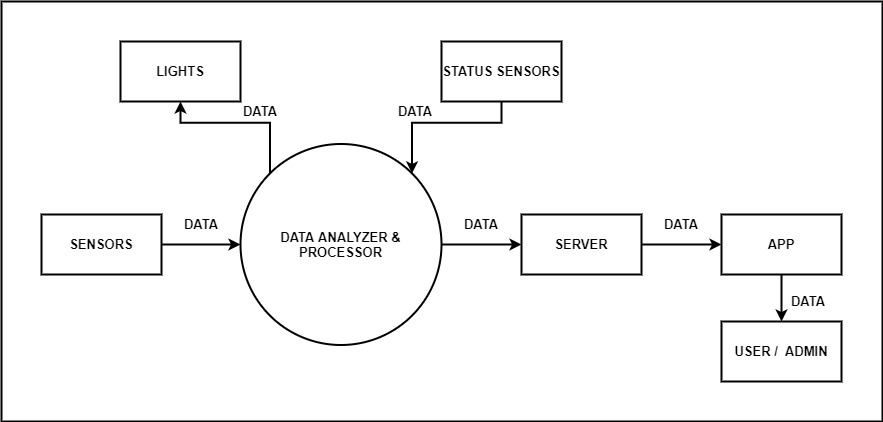 LIGHTS
STATUS SENSORS
DATA
DATA
SENSORS
DATA
DATA ANALYZER &
PROCESSOR
DATA
SERVER
DATA
APP
DATA
USER / ADMIN